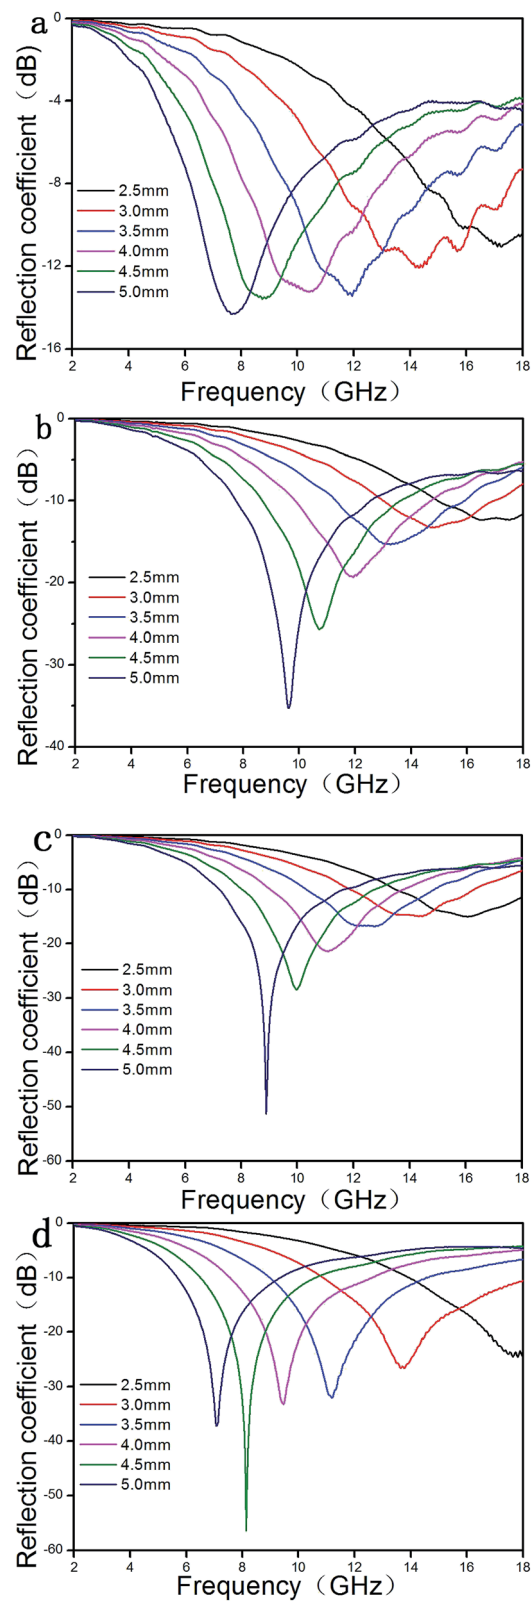 a
Reflection coefficient（dB)
0
-4
-8
-12
-16
2.5mm
3.0mm
3.5mm
4.0mm
4.5mm
5.0mm
2 4 6 8 10 12 14 16 18
Frequency（GHz）
b
Reflection coefficient（dB）
0
-10
-20
-30
-40
2.5mm
3.0mm
3.5mm
4.0mm
4.5mm
5.0mm
2 4 6 8 10 12 14 16 18
Frequency（GHz）
c
Reflection coefficient（dB）
0
-10
-20
-30
-40
-50
-60
2.5mm
3.0mm
3.5mm
4.0mm
4.5mm
5.0mm
2 4 6 8 10 12 14 16 18
Frequency（GHz）
d
Reflection coefficient（dB）
0
-10
-20
-30
-40
-50
-60
2.5mm
3.0mm
3.5mm
4.0mm
4.5mm
5.0mm
2 4 6 8 10 12 14 16 18
Frequency（GHz）